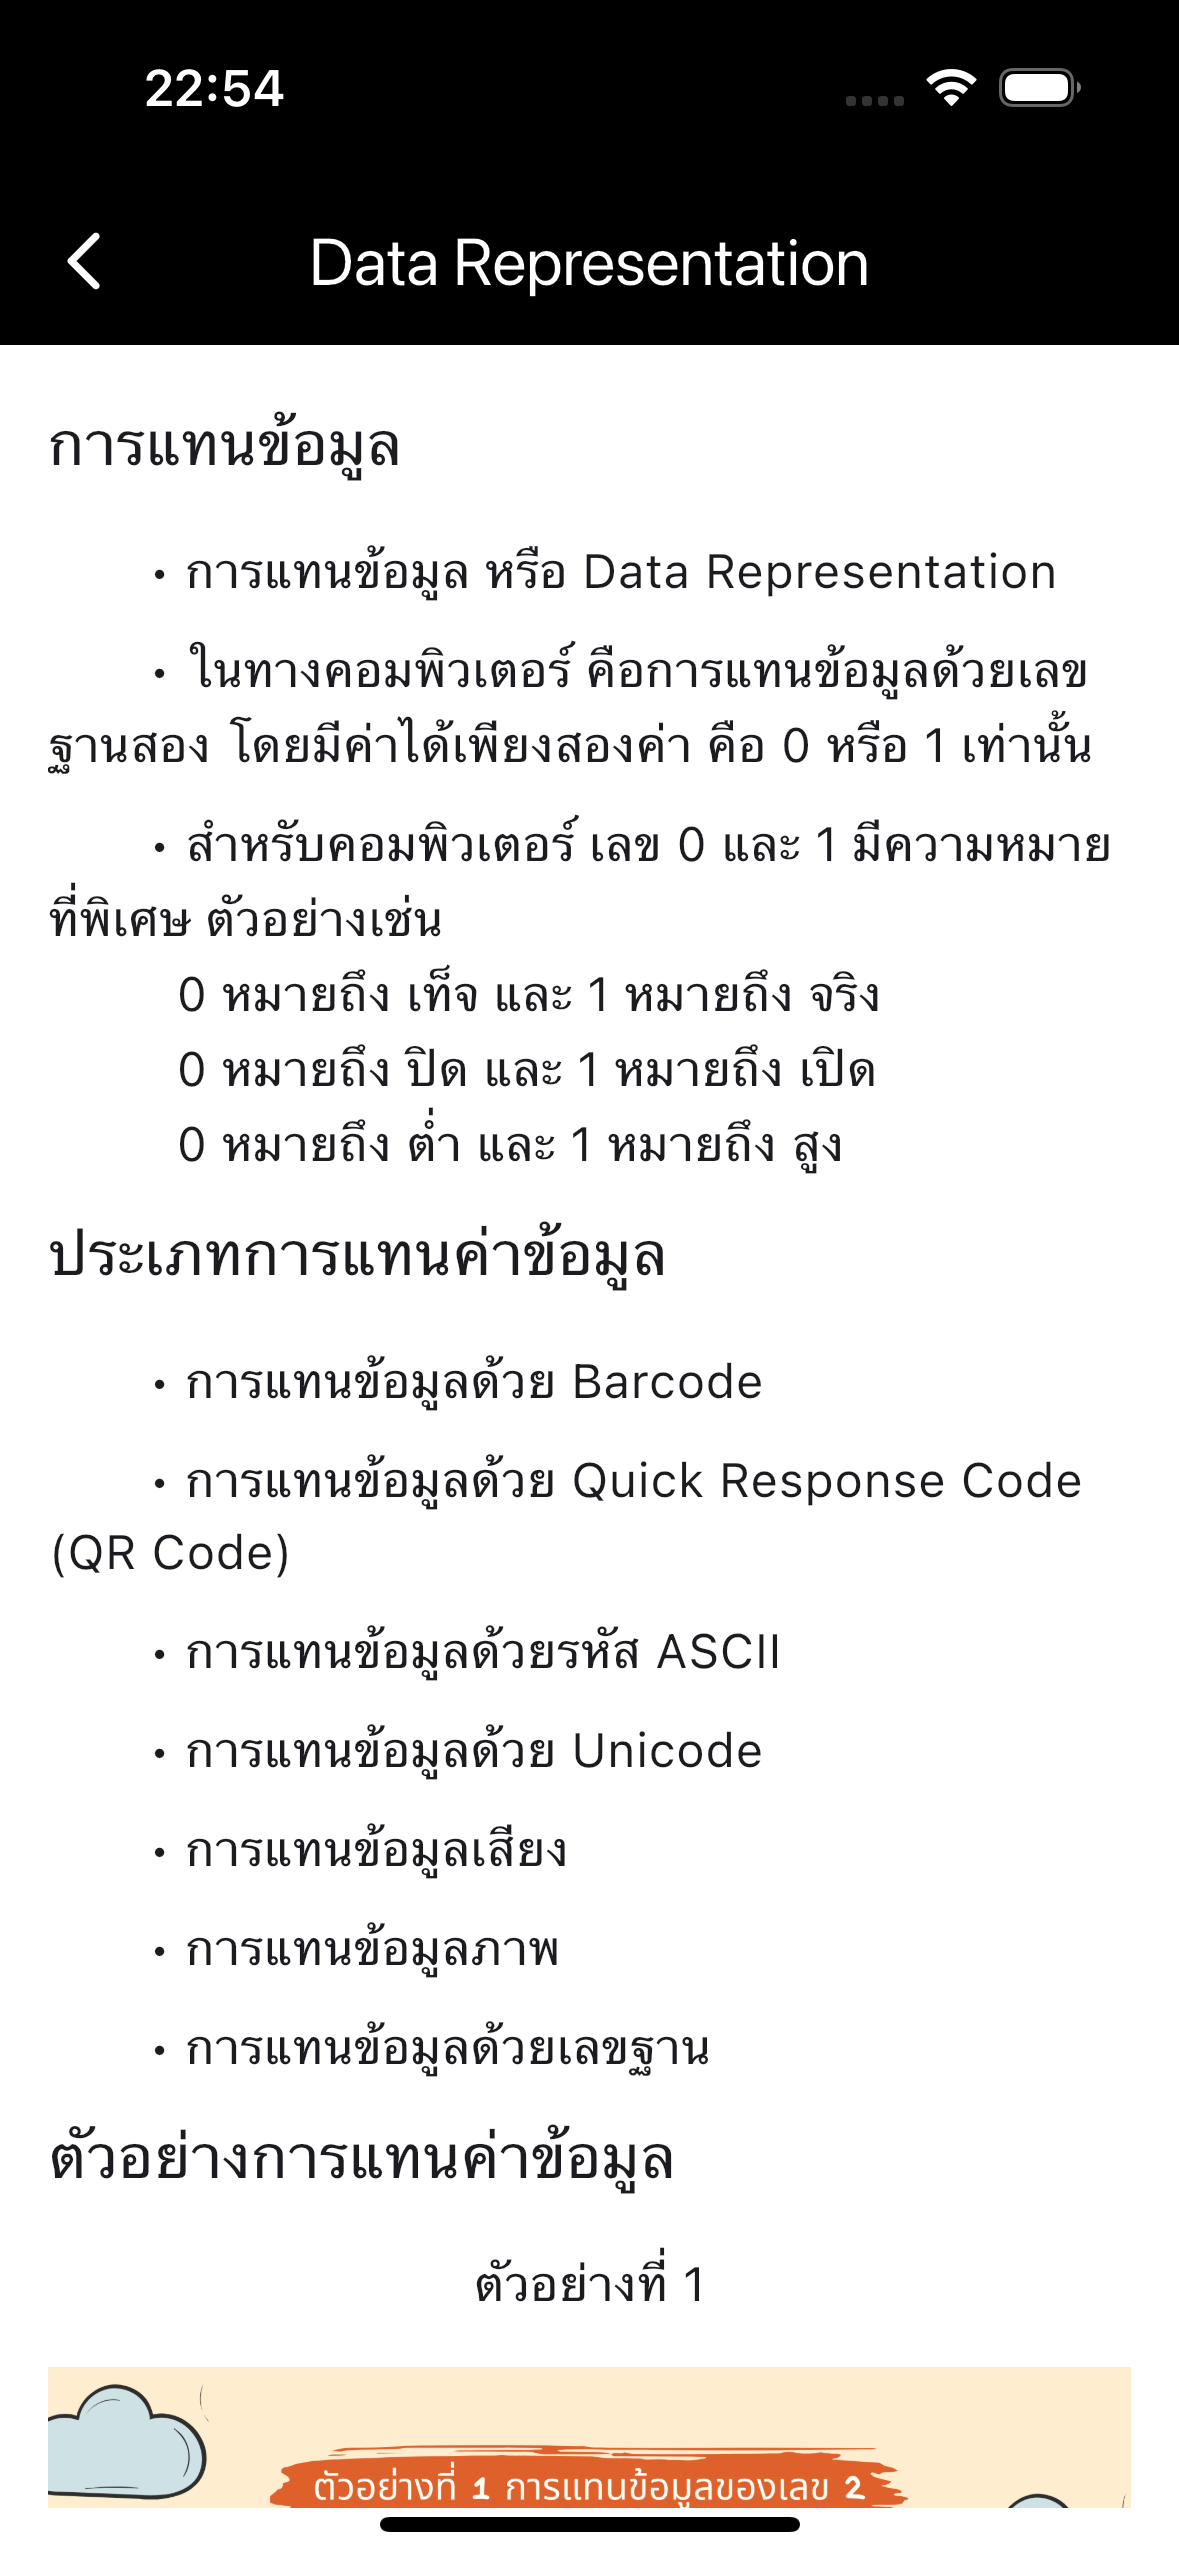 22:54
Data Representation
การแทนข้อมูล
• การแทนข้อมูล หรือ Data Representation
• ในทางคอมพิวเตอร์ คือการแทนข้อมูลด้วยเลข
ฐานสอง โดยมีค่าได้เพียงสองค่า คือ 0 หรือ 1 เท่านั้น
• สำหรับคอมพิวเตอร์ เลข 0 และ 1 มีความหมาย
ที่พิเศษ ตัวอย่างเช่น
0 หมายถึง เท็จ และ 1 หมายถึง จริง
0 หมายถึง ปิด และ 1 หมายถึง เปิด
0 หมายถึง ต่ำ และ 1 หมายถึง สูง
ประเภทการแทนค่าข้อมูล
• การแทนข้อมูลด้วย Barcode
• การแทนข้อมูลด้วย Quick Response Code
(QR Code)
• การแทนข้อมูลด้วยรหัส ASCII
• การแทนข้อมูลด้วย Unicode
• การแทนข้อมูลเสียง
• การแทนข้อมูลภาพ
• การแทนข้อมูลด้วยเลขฐาน
ตัวอย่างการแทนค่าข้อมูล
ตัวอย่างที่ 1
ตัวอย่างที่ 1 การแทนข้อมูลของเลข 2